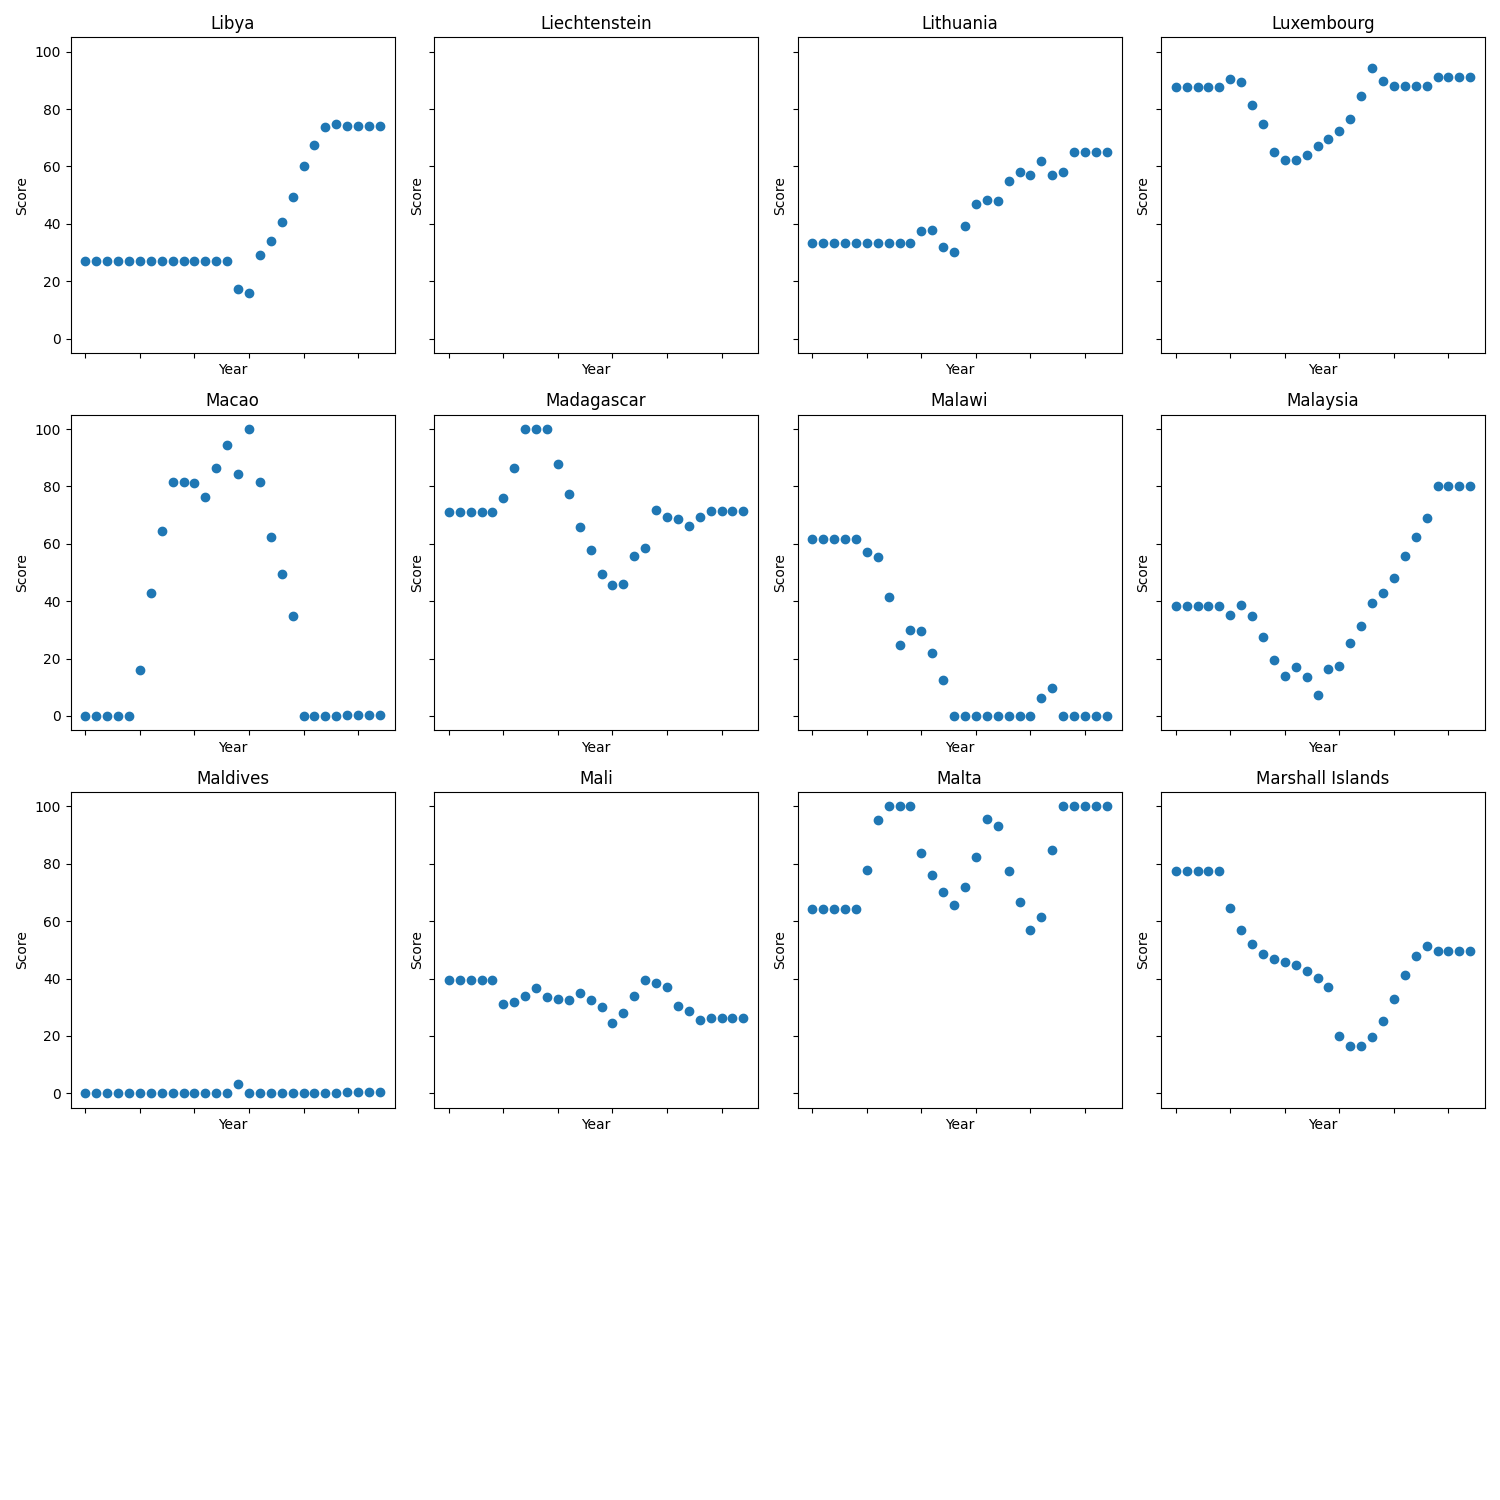 Libya Liechtenstein Lithuania Luxembourg
100
80
60
40
20
0
Score Score Score Score
Year Year Year Year
Macao Madagascar Malawi Malaysia
100
80
60
40
20
0
Score Score Score Score
Year Year Year Year
Maldives Mali Malta Marshall Islands
100
80
60
40
20
0
Score Score Score Score
Year Year Year Year